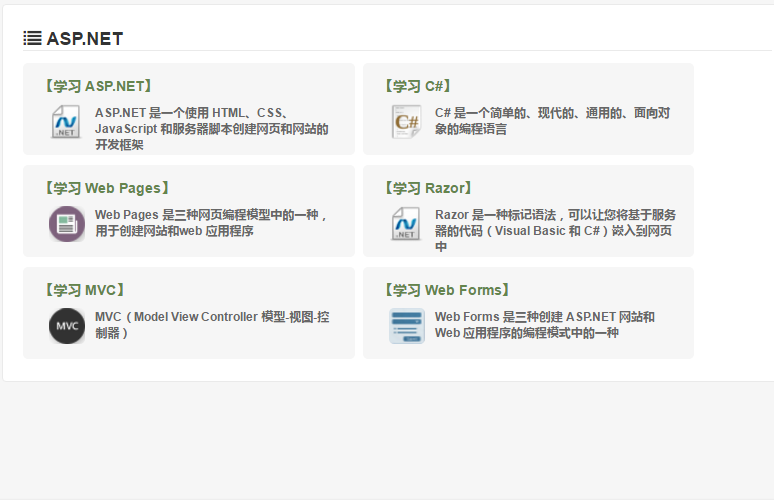 ASP.NET
【学习 ASP.NET】
ASP.NET 是一个使用 HTML、CSS、
JavaScript 和服务器脚本创建网页和网站的
开发框架
.NET
【学习 C#】
C# 是一个简单的、现代的、通用的、面向对
象的编程语言
C#
【学习 Web Pages】
Web Pages 是三种网页编程模型中的一种，
用于创建网站和web 应用程序
【学习 Razor】
Razor 是一种标记语法，可以让您将基于服务
器的代码（Visual Basic 和 C#）嵌入到网页
中
.NET
【学习 MVC】
MVC（Model View Controller 模型-视图-控
制器）
MVC
【学习 Web Forms】
Web Forms 是三种创建 ASP.NET 网站和
Web 应用程序的编程模式中的一种